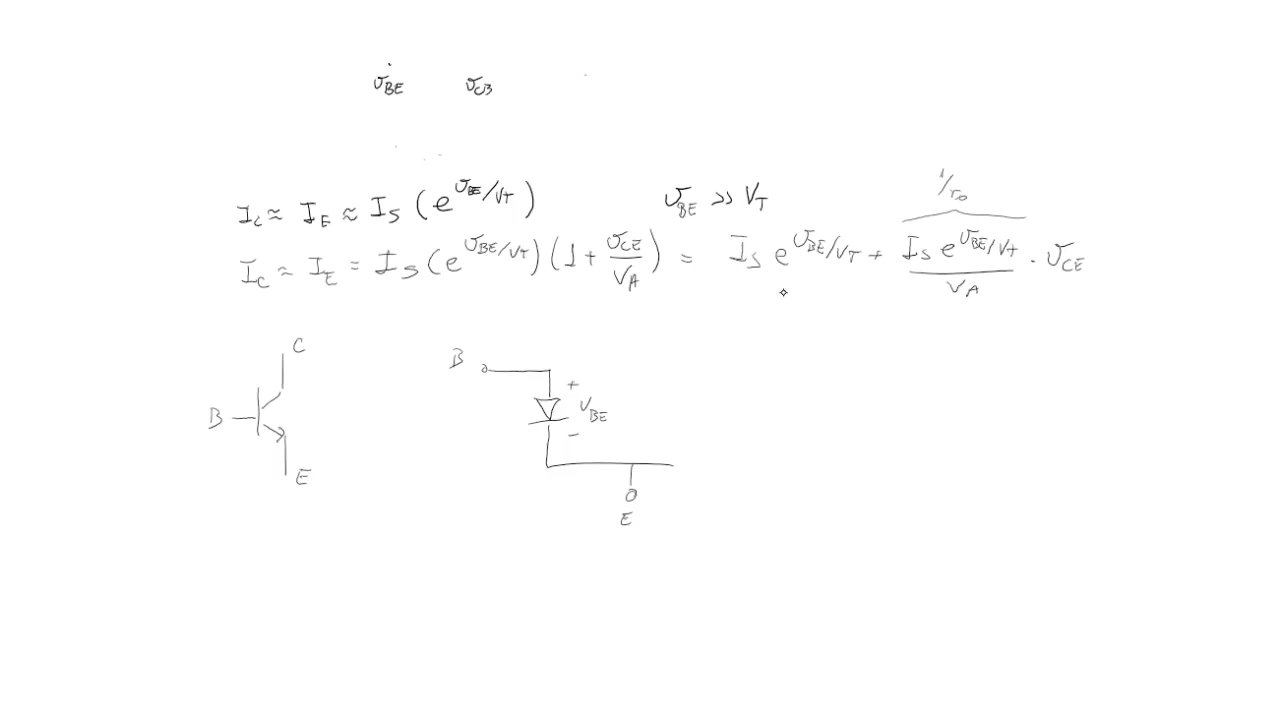 v_BE v_CB
1/r_o
I_C ≈ I_E ≈ I_S (e^{v_BE/V_T}) v_BE >> V_T
I_C ≈ I_E = I_S (e^{v_BE/V_T}) (1 + v_CE/V_A) = I_S e^{v_BE/V_T} + I_S e^{v_BE/V_T}/V_A · v_CE
C
B
E
B
+
V_BE
-
E